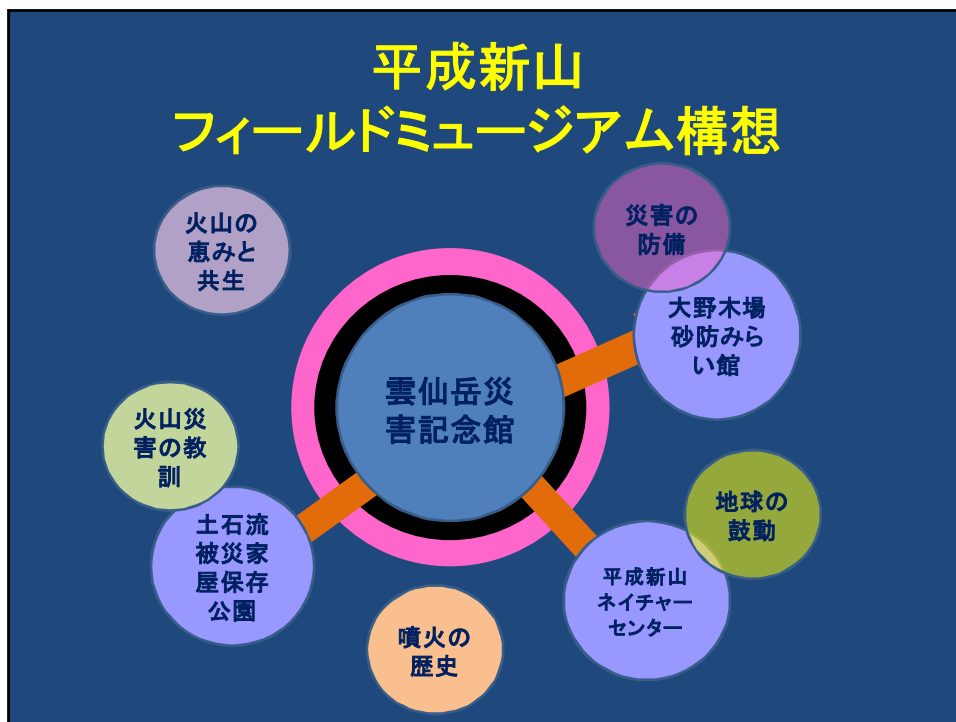 平成新山
フィールドミュージアム構想
火山の
恵みと
共生
災害の
防備
大野木場
砂防みら
い館
雲仙岳災
害記念館
火山災
害の教
訓
土石流
被災家
屋保存
公園
地球の
鼓動
平成新山
ネイチャー
センター
噴火の
歴史